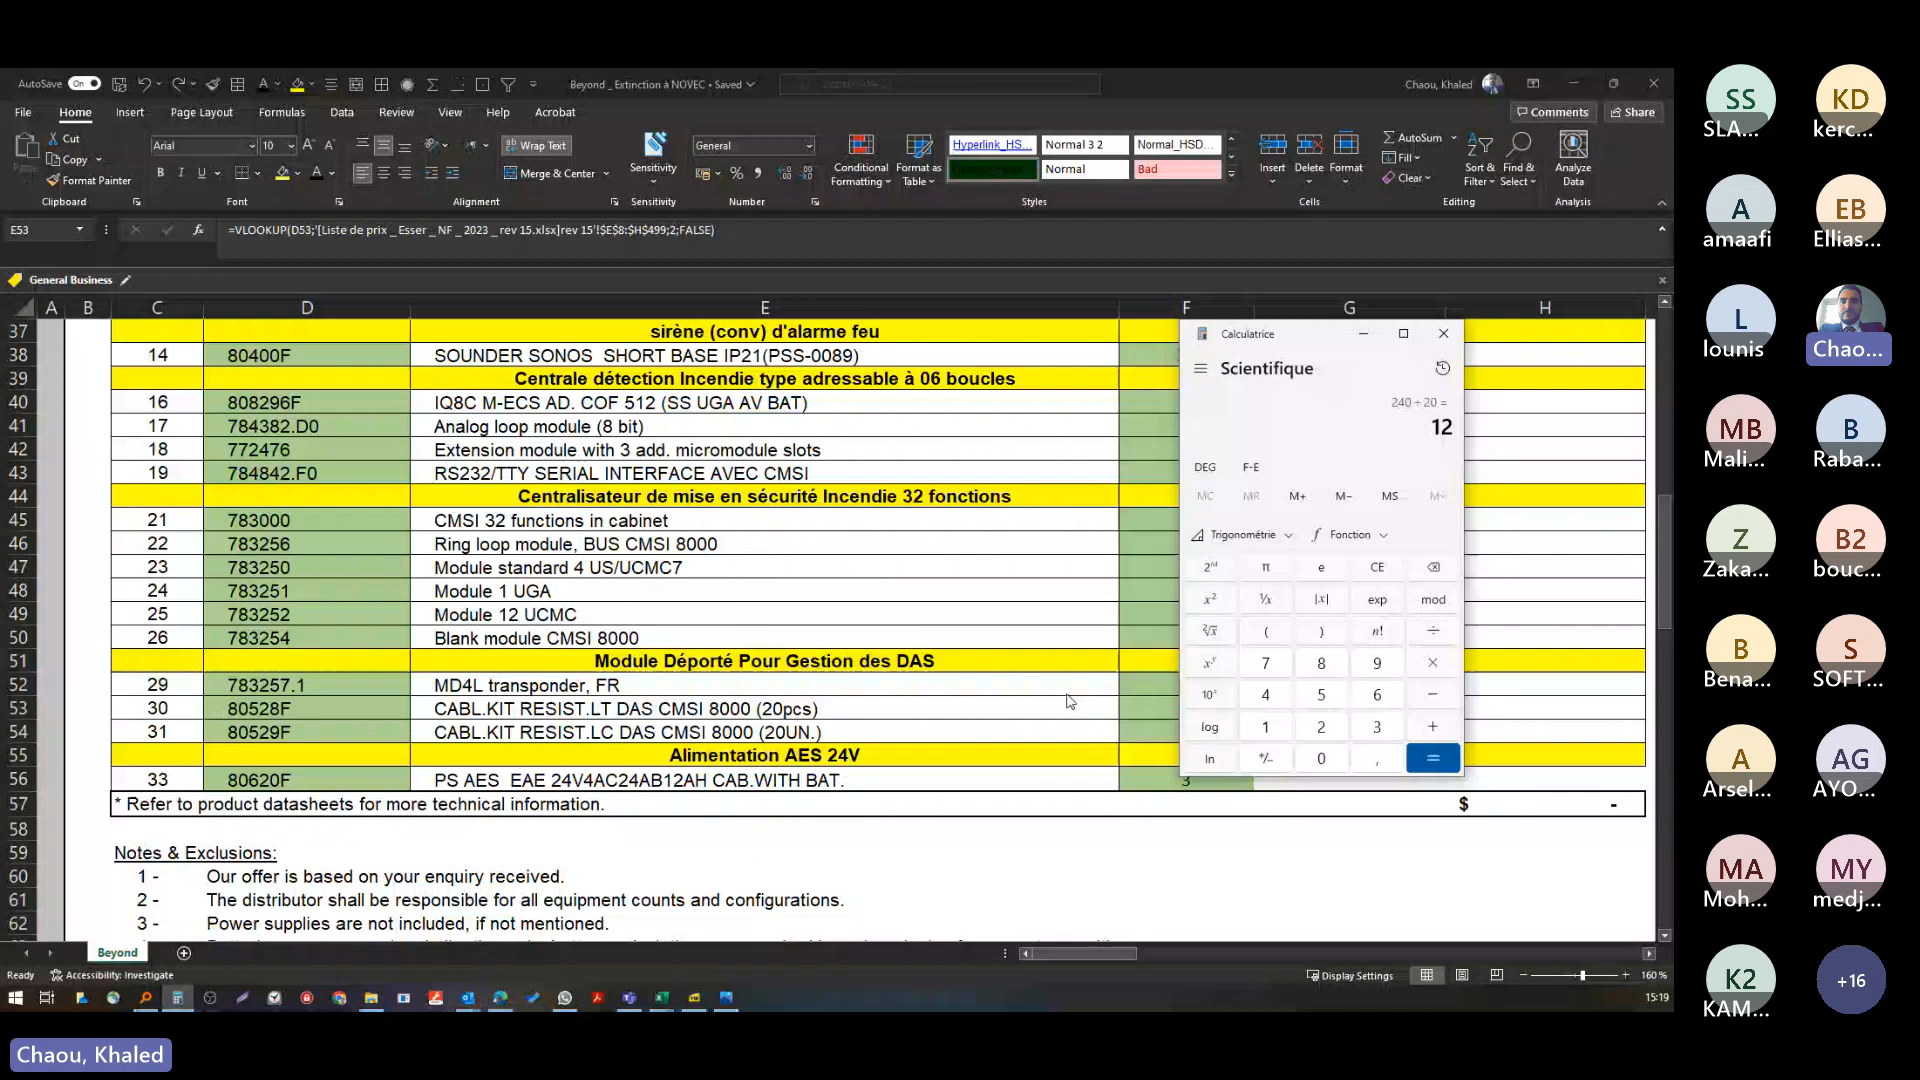 AutoSave On
Beyond _ Extinction à NOVEC • Saved
Chaou, Khaled
File Home Insert Page Layout Formulas Data Review View Help Acrobat
Comments Share
Cut
Copy
Format Painter
Clipboard
Arial 10
B I U
Font
Wrap Text
Merge & Center
Alignment
Sensitivity
Sensitivity
General
Number
Conditional Formatting
Format as Table
Hyperlink_HS... Normal 3 2 Normal_HSD...
Normal Bad
Styles
Insert Delete Format
Cells
AutoSum
Fill
Clear
Sort & Filter
Find & Select
Editing
Analyze Data
Analysis
E53 fx =VLOOKUP(D53;'[Liste de prix _ Esser _ NF _ 2023 _ rev 15.xlsx]rev 15'!$E$8:$H$499;2;FALSE)
General Business
A B C D E F G H
37 sirène (conv) d'alarme feu
38 14 80400F SOUNDER SONOS SHORT BASE IP21(PSS-0089)
39 Centrale détection Incendie type adressable à 06 boucles
40 16 808296F IQ8C M-ECS AD. COF 512 (SS UGA AV BAT)
41 17 784382.D0 Analog loop module (8 bit)
42 18 772476 Extension module with 3 add. micromodule slots
43 19 784842.F0 RS232/TTY SERIAL INTERFACE AVEC CMSI
44 Centralisateur de mise en sécurité Incendie 32 fonctions
45 21 783000 CMSI 32 functions in cabinet
46 22 783256 Ring loop module, BUS CMSI 8000
47 23 783250 Module standard 4 US/UCMC7
48 24 783251 Module 1 UGA
49 25 783252 Module 12 UCMC
50 26 783254 Blank module CMSI 8000
51 Module Déporté Pour Gestion des DAS
52 29 783257.1 MD4L transponder, FR
53 30 80528F CABL.KIT RESIST.LT DAS CMSI 8000 (20pcs)
54 31 80529F CABL.KIT RESIST.LC DAS CMSI 8000 (20UN.)
55 Alimentation AES 24V
56 33 80620F PS AES EAE 24V4AC24AB12AH CAB.WITH BAT. 3
57 * Refer to product datasheets for more technical information. $ -
58
59 Notes & Exclusions:
60 1 - Our offer is based on your enquiry received.
61 2 - The distributor shall be responsible for all equipment counts and configurations.
62 3 - Power supplies are not included, if not mentioned.
Calculatrice
Scientifique
240 ÷ 20 =
12
DEG F-E
MC MR M+ M− MS
Trigonométrie f Fonction
2ⁿᵈ π e CE
x² ¹/x |x| exp mod
²√x ( ) n! ÷
xʸ 7 8 9 ×
10ˣ 4 5 6 −
log 1 2 3 +
ln +/− 0 , =
Beyond
Ready Accessibility: Investigate
Display Settings
160 %
15:19
Chaou, Khaled
SS KD
SLA... kerc...
A EB
amaafi Ellias...
L
lounis Chao...
MB B
Mali... Raba...
Z B2
Zaka... bouc...
B S
Bena... SOFT...
A AG
Arsel... AYO...
MA MY
Moh... medj...
K2 +16
KAM...